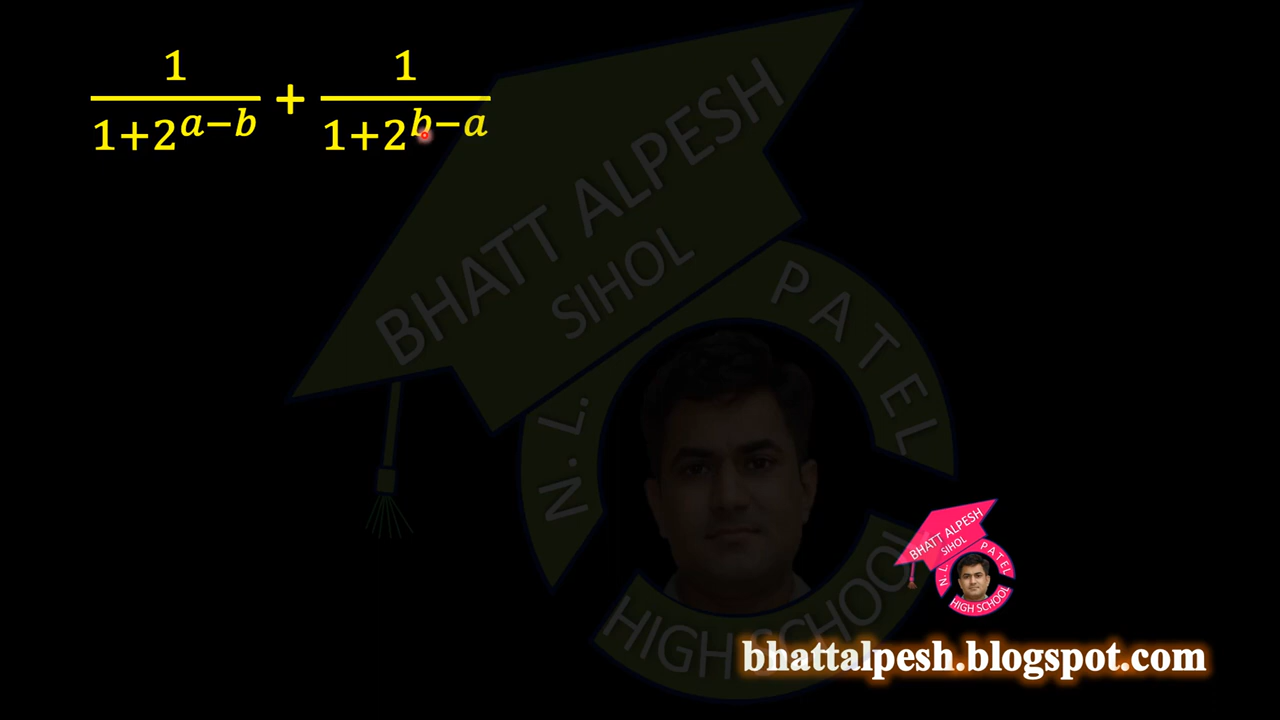 1/(1+2^(a−b)) + 1/(1+2^(b−a))
BHATT ALPESH
SIHOL
N. L. PATEL
HIGH SCHOOL
BHATT ALPESH
SIHOL
N. L. PATEL
HIGH SCHOOL
bhattalpesh.blogspot.com